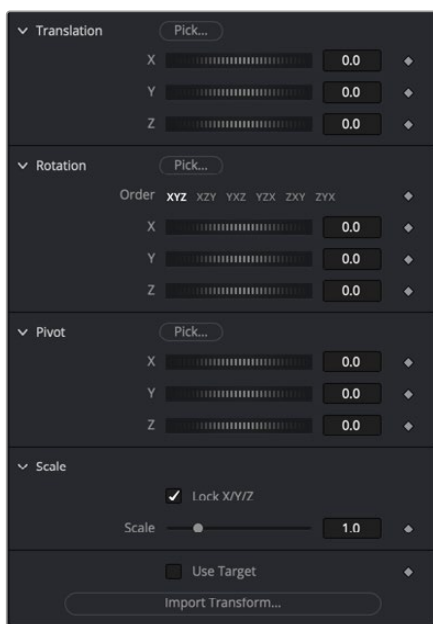 Translation Pick...
X 0.0
Y 0.0
Z 0.0
Rotation Pick...
Order XYZ XZY YXZ YZX ZXY ZYX
X 0.0
Y 0.0
Z 0.0
Pivot Pick...
X 0.0
Y 0.0
Z 0.0
Scale
Lock X/Y/Z
Scale 1.0
Use Target
Import Transform...